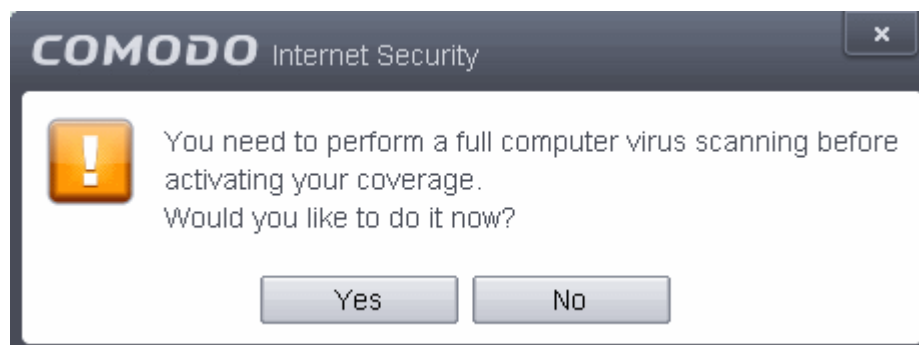 COMODO Internet Security
You need to perform a full computer virus scanning before
activating your coverage.
Would you like to do it now?
Yes No